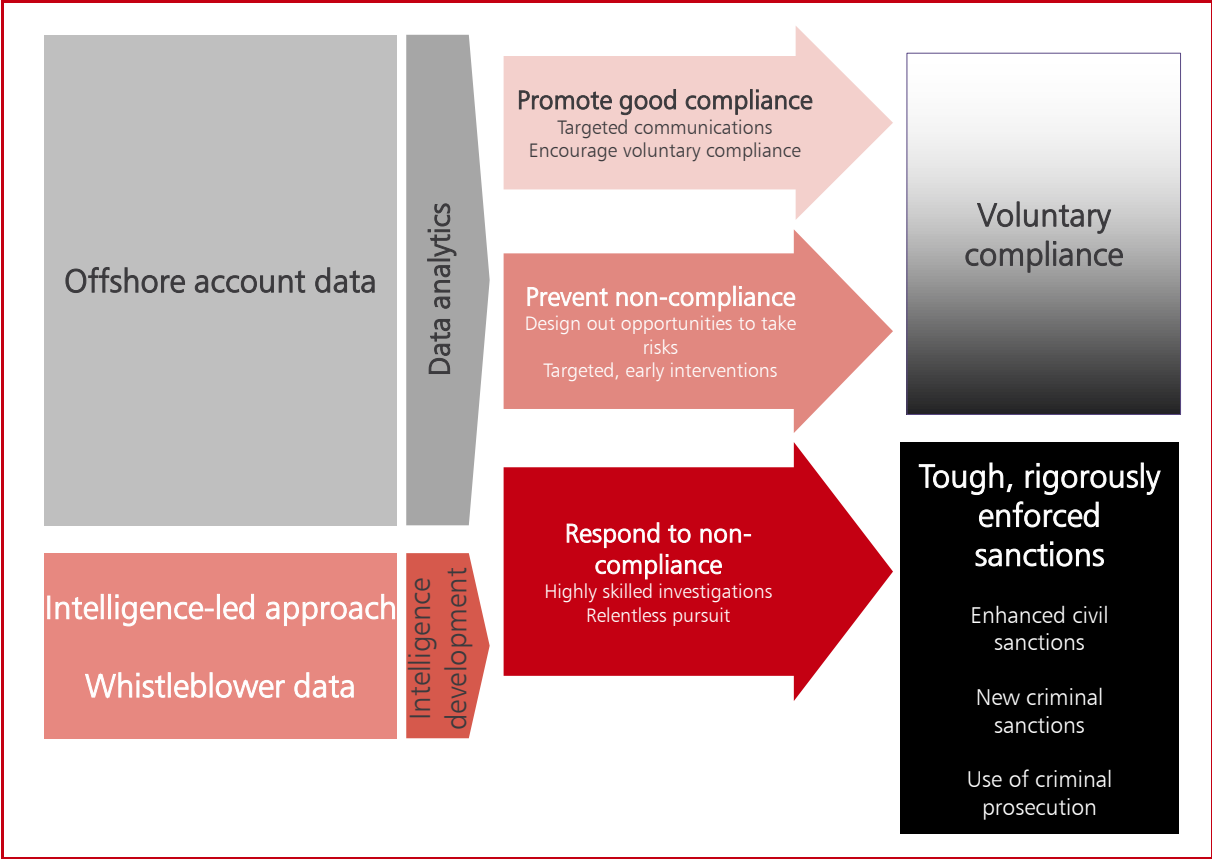 Offshore account data
Data analytics
Intelligence-led approach
Whistleblower data
Intelligence
development
Promote good compliance
Targeted communications
Encourage voluntary compliance
Prevent non-compliance
Design out opportunities to take
risks
Targeted, early interventions
Respond to non-
compliance
Highly skilled investigations
Relentless pursuit
Voluntary
compliance
Tough, rigorously
enforced
sanctions
Enhanced civil
sanctions
New criminal
sanctions
Use of criminal
prosecution